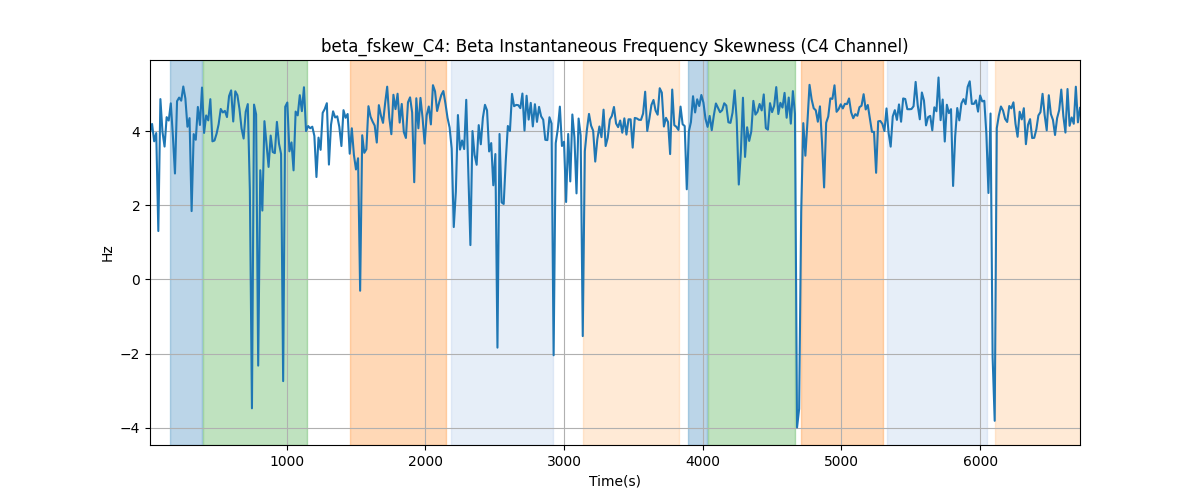 beta_fskew_C4: Beta Instantaneous Frequency Skewness (C4 Channel)
Hz
4
2
0
−2
−4
1000 2000 3000 4000 5000 6000
Time(s)